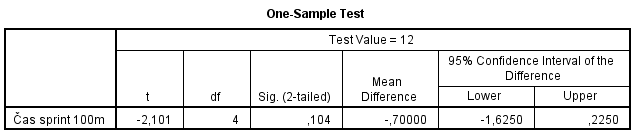 One-Sample Test
Test Value = 12
95% Confidence Interval of the Difference
t df Sig. (2-tailed) Mean Difference Lower Upper
Čas sprint 100m -2,101 4 ,104 -,70000 -1,6250 ,2250